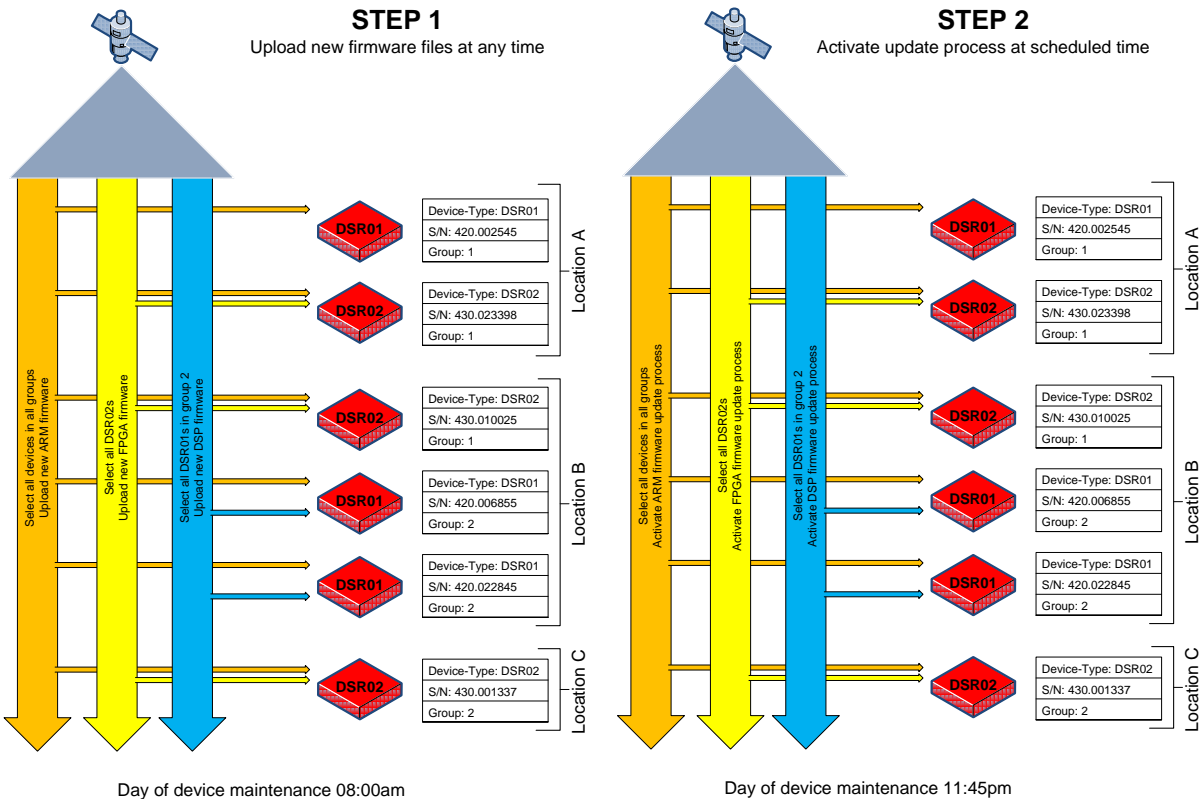 STEP 1
Upload new firmware files at any time
Select all devices in all groups
Upload new ARM firmware
Select all DSR02s
Upload new FPGA firmware
Select all DSR01s in group 2
Upload new DSP firmware
DSR01
Device-Type: DSR01
S/N: 420.002545
Group: 1
DSR02
Device-Type: DSR02
S/N: 430.023398
Group: 1
Location A
DSR02
Device-Type: DSR02
S/N: 430.010025
Group: 1
DSR01
Device-Type: DSR01
S/N: 420.006855
Group: 2
DSR01
Device-Type: DSR01
S/N: 420.022845
Group: 2
Location B
DSR02
Device-Type: DSR02
S/N: 430.001337
Group: 2
Location C
Day of device maintenance 08:00am
STEP 2
Activate update process at scheduled time
Select all devices in all groups
Activate ARM firmware update process
Select all DSR02s
Activate FPGA firmware update process
Select all DSR01s in group 2
Activate DSP firmware update process
DSR01
Device-Type: DSR01
S/N: 420.002545
Group: 1
DSR02
Device-Type: DSR02
S/N: 430.023398
Group: 1
Location A
DSR02
Device-Type: DSR02
S/N: 430.010025
Group: 1
DSR01
Device-Type: DSR01
S/N: 420.006855
Group: 2
DSR01
Device-Type: DSR01
S/N: 420.022845
Group: 2
Location B
DSR02
Device-Type: DSR02
S/N: 430.001337
Group: 2
Location C
Day of device maintenance 11:45pm